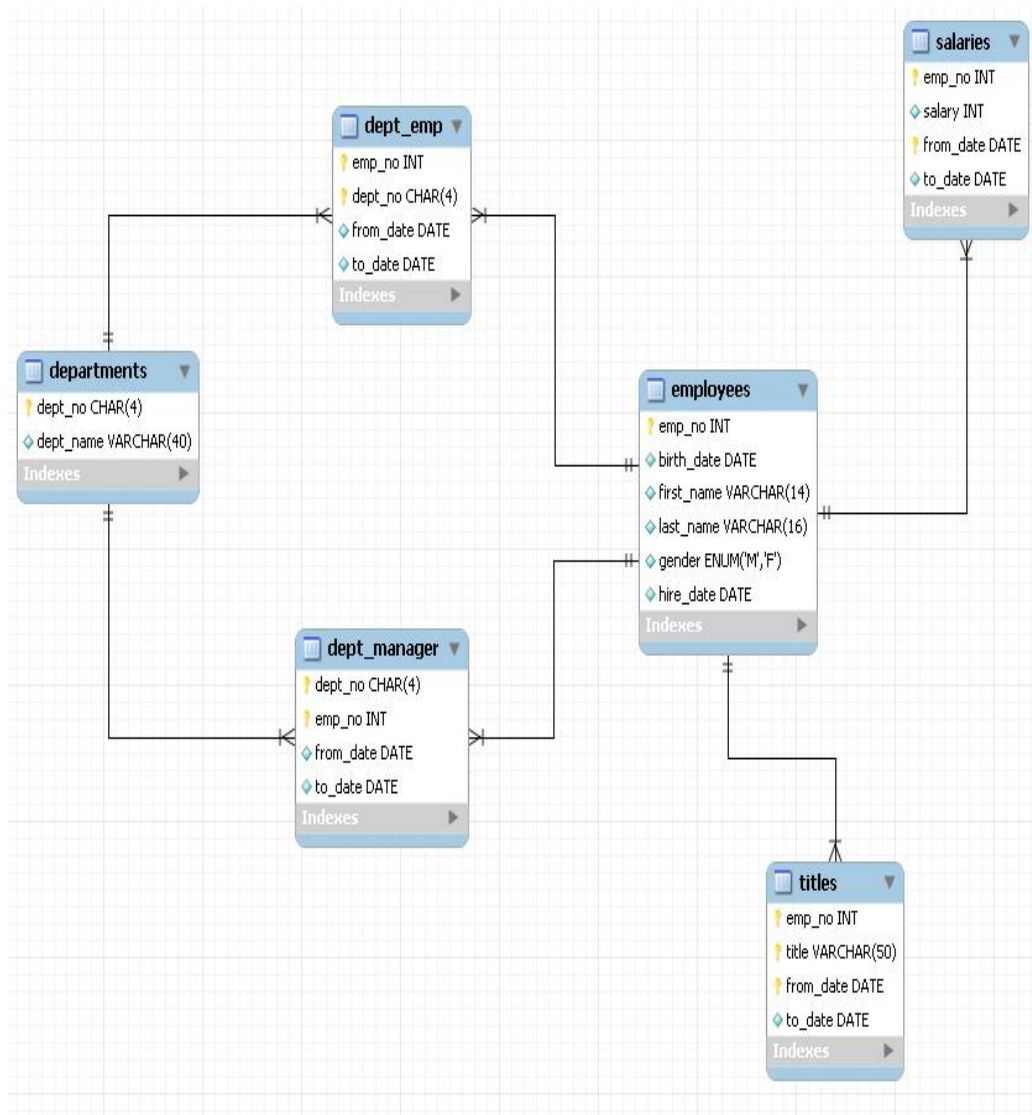 salaries
emp_no INT
salary INT
from_date DATE
to_date DATE
Indexes
dept_emp
emp_no INT
dept_no CHAR(4)
from_date DATE
to_date DATE
Indexes
departments
dept_no CHAR(4)
dept_name VARCHAR(40)
Indexes
employees
emp_no INT
birth_date DATE
first_name VARCHAR(14)
last_name VARCHAR(16)
gender ENUM('M','F')
hire_date DATE
Indexes
dept_manager
dept_no CHAR(4)
emp_no INT
from_date DATE
to_date DATE
Indexes
titles
emp_no INT
title VARCHAR(50)
from_date DATE
to_date DATE
Indexes